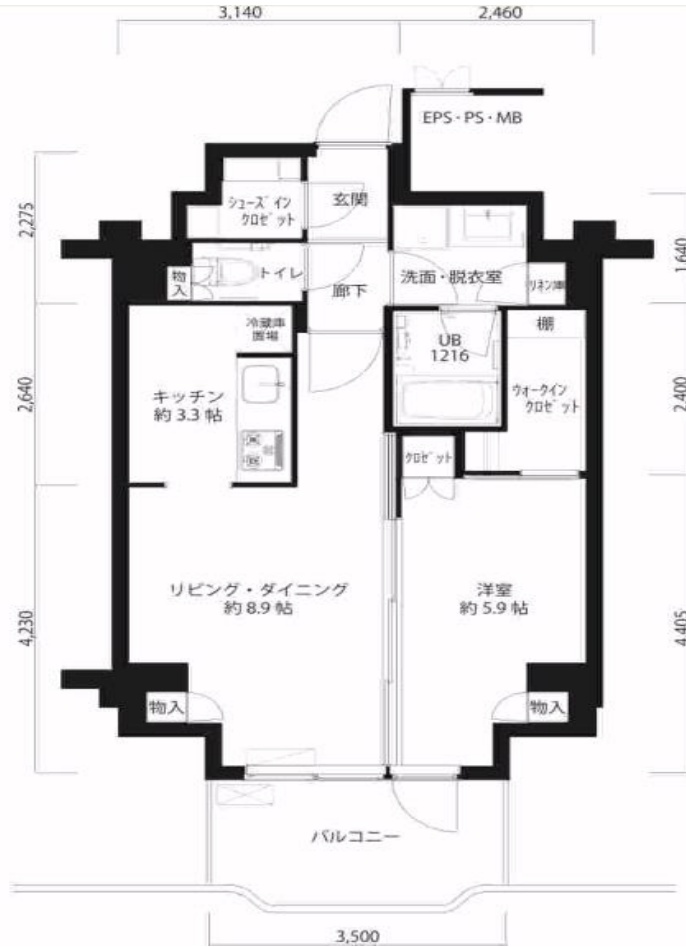 3,140
2,460
EPS・PS・MB
2,275
シューズイン
クロゼット
玄関
1,640
物
入
トイレ
廊下
洗面・脱衣室
リネン庫
冷蔵庫
置場
UB
1216
棚
2,640
キッチン
約 3.3 帖
ウォークイン
クロゼット
2,400
クロゼット
リビング・ダイニング
約 8.9 帖
洋室
約 5.9 帖
4,230
4,405
物入
物入
バルコニー
3,500